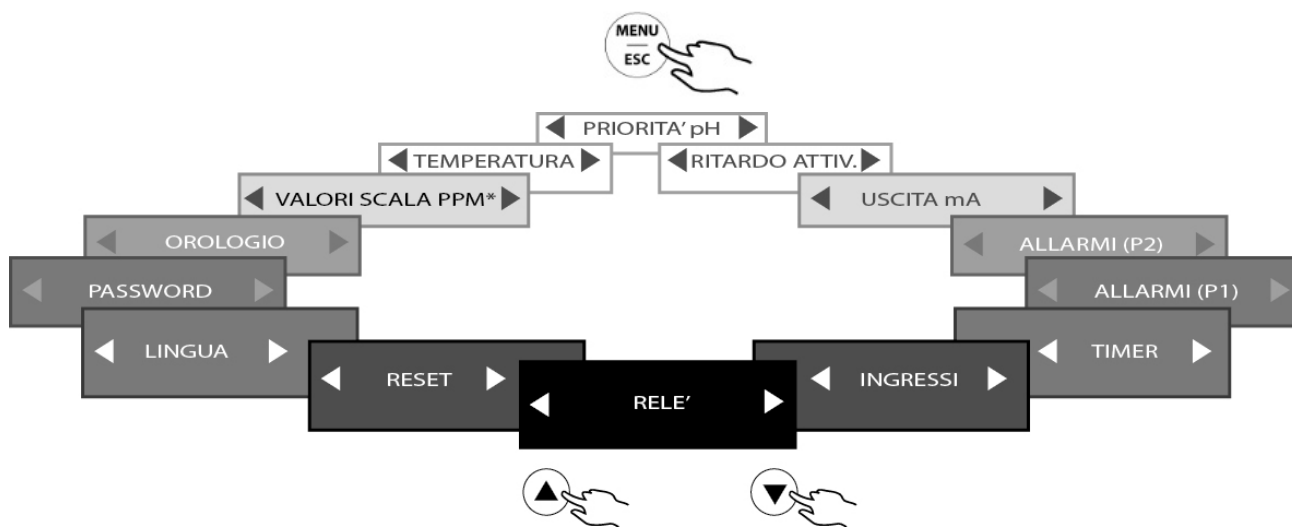 MENU
ESC
PRIORITA' pH
TEMPERATURA
RITARDO ATTIV.
VALORI SCALA PPM*
USCITA mA
OROLOGIO
ALLARMI (P2)
PASSWORD
ALLARMI (P1)
LINGUA
TIMER
RESET
RELE'
INGRESSI